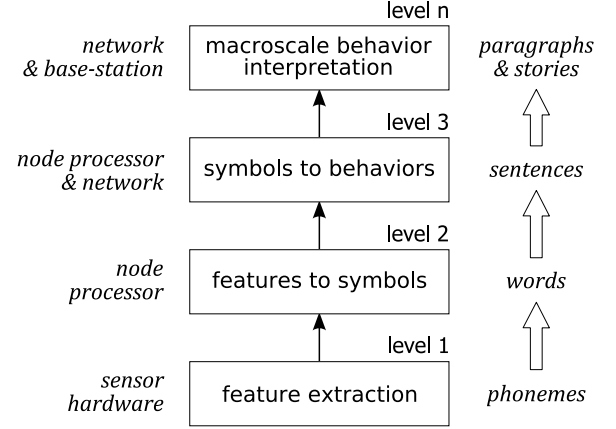 level n
network
& base-station
macroscale behavior
interpretation
paragraphs
& stories
level 3
node processor
& network
symbols to behaviors
sentences
level 2
node
processor
features to symbols
words
level 1
sensor
hardware
feature extraction
phonemes